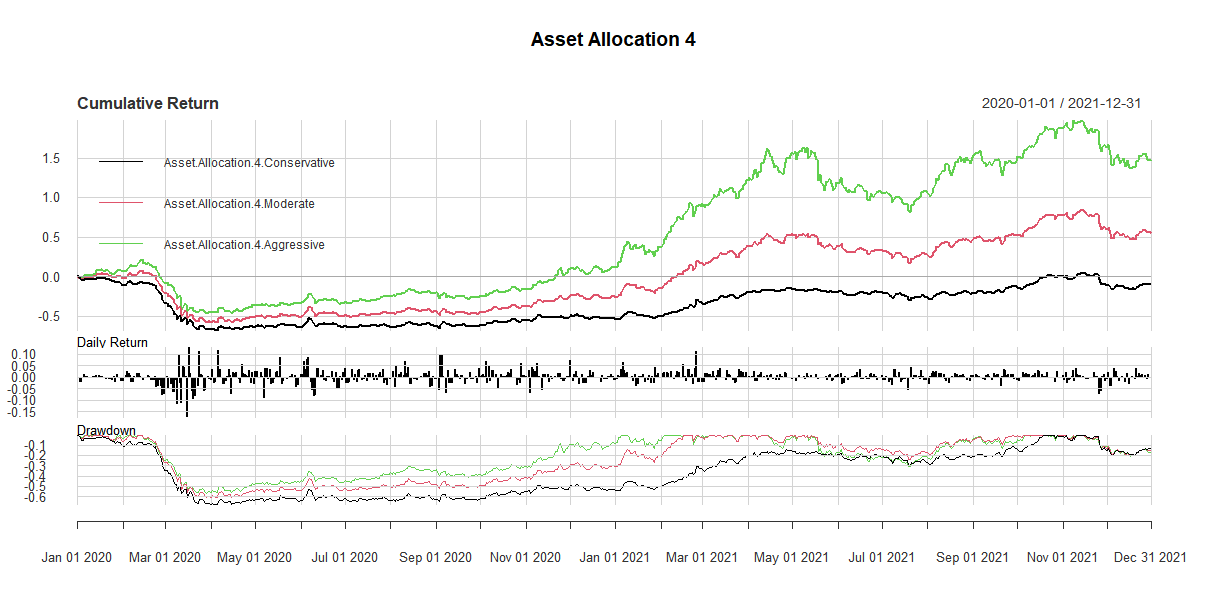 Asset Allocation 4
Cumulative Return
2020-01-01 / 2021-12-31
1.5
1.0
0.5
0.0
-0.5
Asset.Allocation.4.Conservative
Asset.Allocation.4.Moderate
Asset.Allocation.4.Aggressive
Daily Return
0.10
0.05
0.00
-0.05
-0.10
-0.15
Drawdown
-0.1
-0.2
-0.3
-0.4
-0.5
-0.6
Jan 01 2020 Mar 01 2020 May 01 2020 Jul 01 2020 Sep 01 2020 Nov 01 2020 Jan 01 2021 Mar 01 2021 May 01 2021 Jul 01 2021 Sep 01 2021 Nov 01 2021 Dec 31 2021